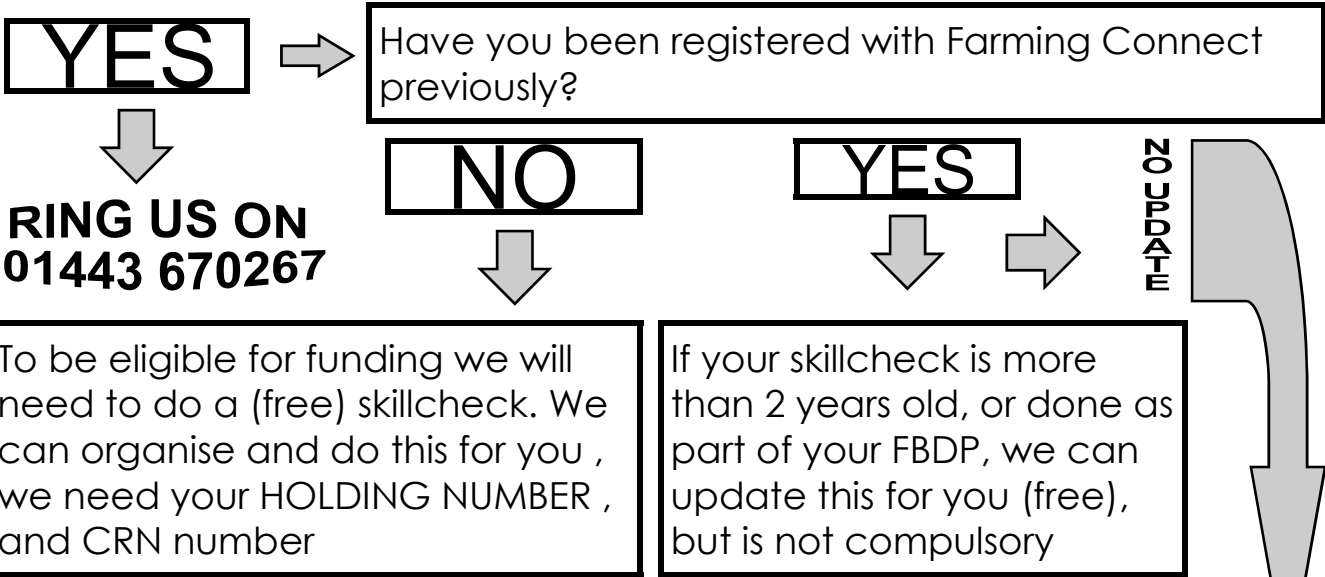 YES
Have you been registered with Farming Connect
previously?
RING US ON
01443 670267
NO
YES
NO UPDATE
To be eligible for funding we will
need to do a (free) skillcheck. We
can organise and do this for you ,
we need your HOLDING NUMBER ,
and CRN number
If your skillcheck is more
than 2 years old, or done as
part of your FBDP, we can
update this for you (free),
but is not compulsory